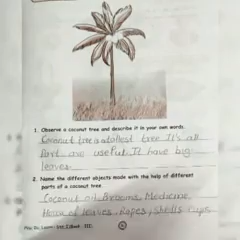 1. Observe a coconut tree and describe it in your own words.
Coconut tree a tallest tree It's all
Part are useful It have big
leaves
2. Name the different objects made with the help of different
parts of a coconut tree
Coconut oil, Brooms, Medicine,
House of leaves, Ropes, shells cups